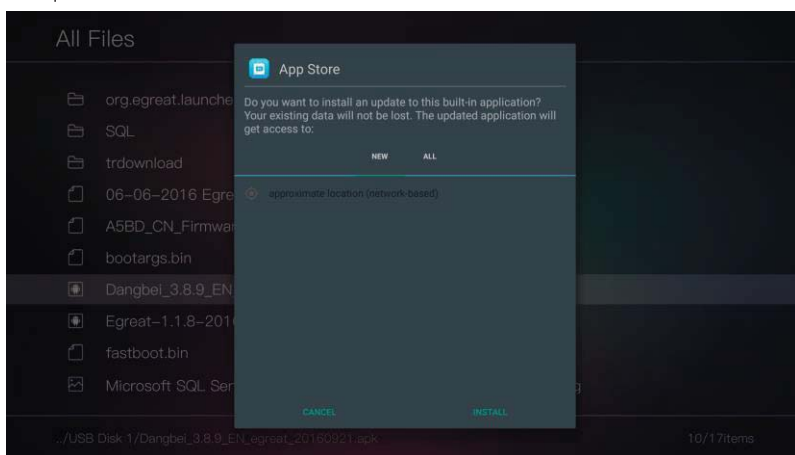 All Files
App Store
Do you want to install an update to this built-in application?
Your existing data will not be lost. The updated application will
get access to:
NEW ALL
approximate location (network-based)
org.egreat.launche
SQL
trdownload
06-06-2016 Egre
A5BD_CN_Firmwar
bootargs.bin
Dangbei_3.8.9_EN
Egreat-1.1.8-201
fastboot.bin
Microsoft SQL Ser
CANCEL INSTALL
../USB Disk 1/Dangbei_3.8.9_EN_egreat_20160921.apk 10/17items